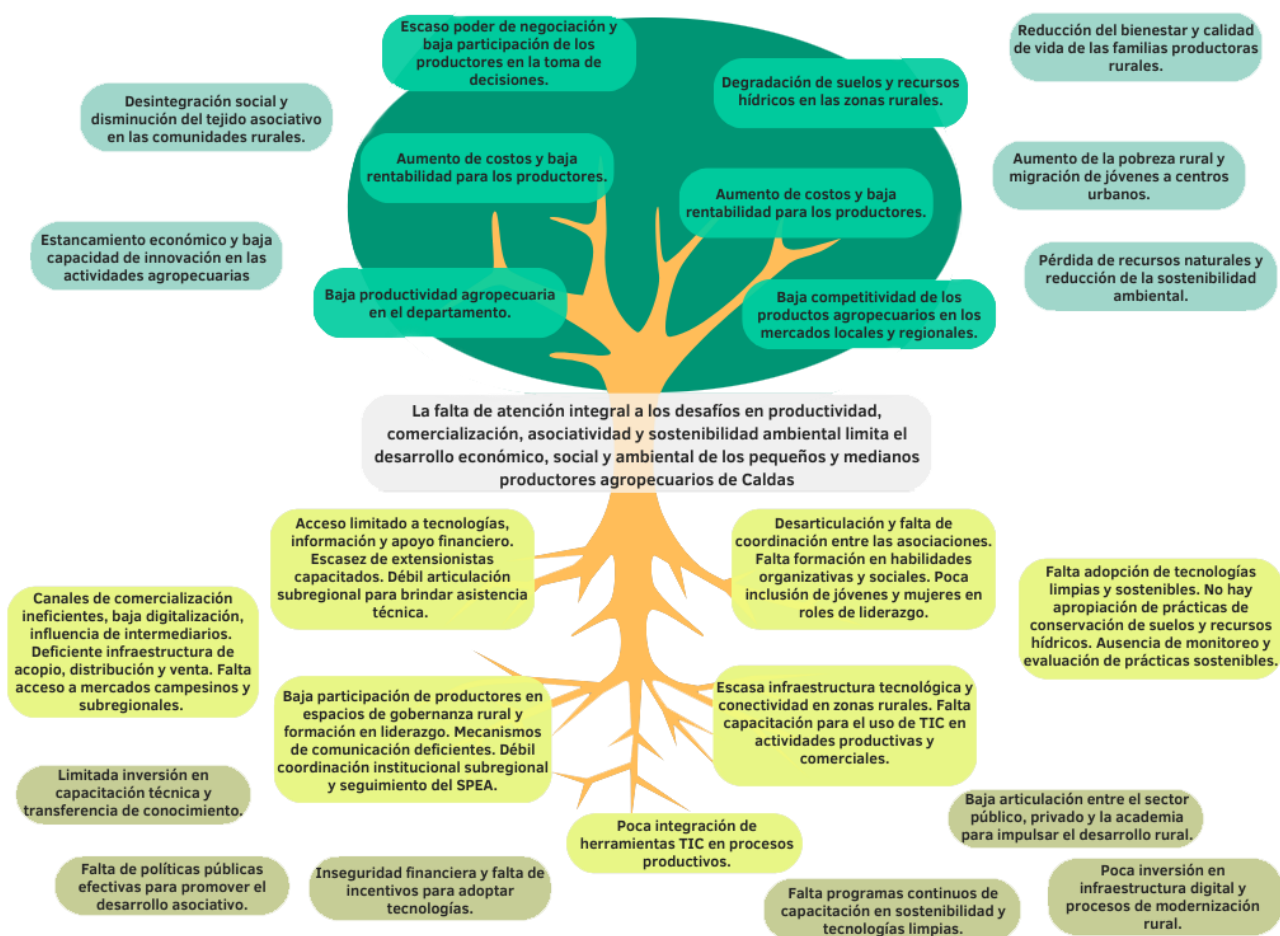 Escaso poder de negociación y
baja participación de los
productores en la toma de
decisiones.
Reducción del bienestar y calidad
de vida de las familias productoras
rurales.
Desintegración social y
disminución del tejido asociativo
en las comunidades rurales.
Degradación de suelos y recursos
hídricos en las zonas rurales.
Aumento de costos y baja
rentabilidad para los productores.
Aumento de costos y baja
rentabilidad para los productores.
Aumento de la pobreza rural y
migración de jóvenes a centros
urbanos.
Estancamiento económico y baja
capacidad de innovación en las
actividades agropecuarias
Baja productividad agropecuaria
en el departamento.
Baja competitividad de los
productos agropecuarios en los
mercados locales y regionales.
Pérdida de recursos naturales y
reducción de la sostenibilidad
ambiental.
La falta de atención integral a los desafíos en productividad,
comercialización, asociatividad y sostenibilidad ambiental limita el
desarrollo económico, social y ambiental de los pequeños y medianos
productores agropecuarios de Caldas
Acceso limitado a tecnologías,
información y apoyo financiero.
Escasez de extensionistas
capacitados. Débil articulación
subregional para brindar asistencia
técnica.
Desarticulación y falta de
coordinación entre las asociaciones.
Falta formación en habilidades
organizativas y sociales. Poca
inclusión de jóvenes y mujeres en
roles de liderazgo.
Canales de comercialización
ineficientes, baja digitalización,
influencia de intermediarios.
Deficiente infraestructura de
acopio, distribución y venta. Falta
acceso a mercados campesinos y
subregionales.
Falta adopción de tecnologías
limpias y sostenibles. No hay
apropiación de prácticas de
conservación de suelos y recursos
hídricos. Ausencia de monitoreo y
evaluación de prácticas sostenibles.
Baja participación de productores en
espacios de gobernanza rural y
formación en liderazgo. Mecanismos
de comunicación deficientes. Débil
coordinación institucional subregional
y seguimiento del SPEA.
Escasa infraestructura tecnológica y
conectividad en zonas rurales. Falta
capacitación para el uso de TIC en
actividades productivas y
comerciales.
Limitada inversión en
capacitación técnica y
transferencia de conocimiento.
Poca integración de
herramientas TIC en procesos
productivos.
Baja articulación entre el sector
público, privado y la academia
para impulsar el desarrollo rural.
Falta de políticas públicas
efectivas para promover el
desarrollo asociativo.
Inseguridad financiera y falta de
incentivos para adoptar
tecnologías.
Falta programas continuos de
capacitación en sostenibilidad y
tecnologías limpias.
Poca inversión en
infraestructura digital y
procesos de modernización
rural.